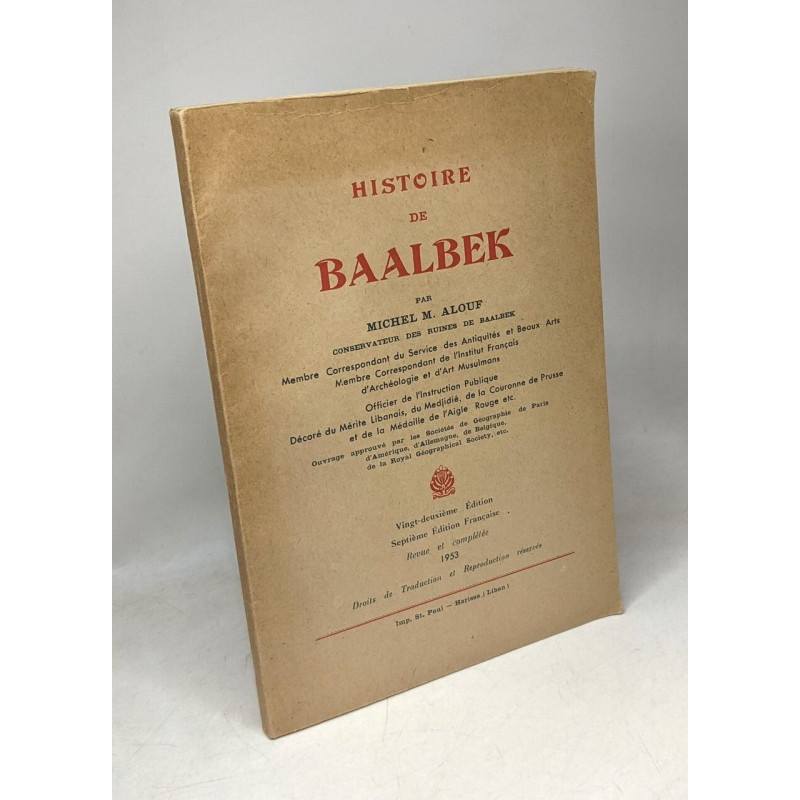 HISTOIRE
DE
BAALBEK
PAR
MICHEL M. ALOUF
CONSERVATEUR DES RUINES DE BAALBEK
Membre Correspondant du Service des Antiquités et Beaux Arts
Membre Correspondant de l'Institut Français
d'Archéologie et d'Art Musulmans
Officier de l'Instruction Publique
Décoré du Mérite Libanais, du Medjidié, de la Couronne de Prusse
et de la Médaille de l'Aigle Rouge etc.
Ouvrage approuvé par les Sociétés de Géographie de Paris
d'Amérique, d'Allemagne, de Belgique,
de la Royal Géographical Society, etc.
Vingt-deuxième Édition
Septième Édition Française
Revue et complétée
1953
Droits de Traduction et Reproduction réservés
Imp. St. Paul — Harissa (Liban)